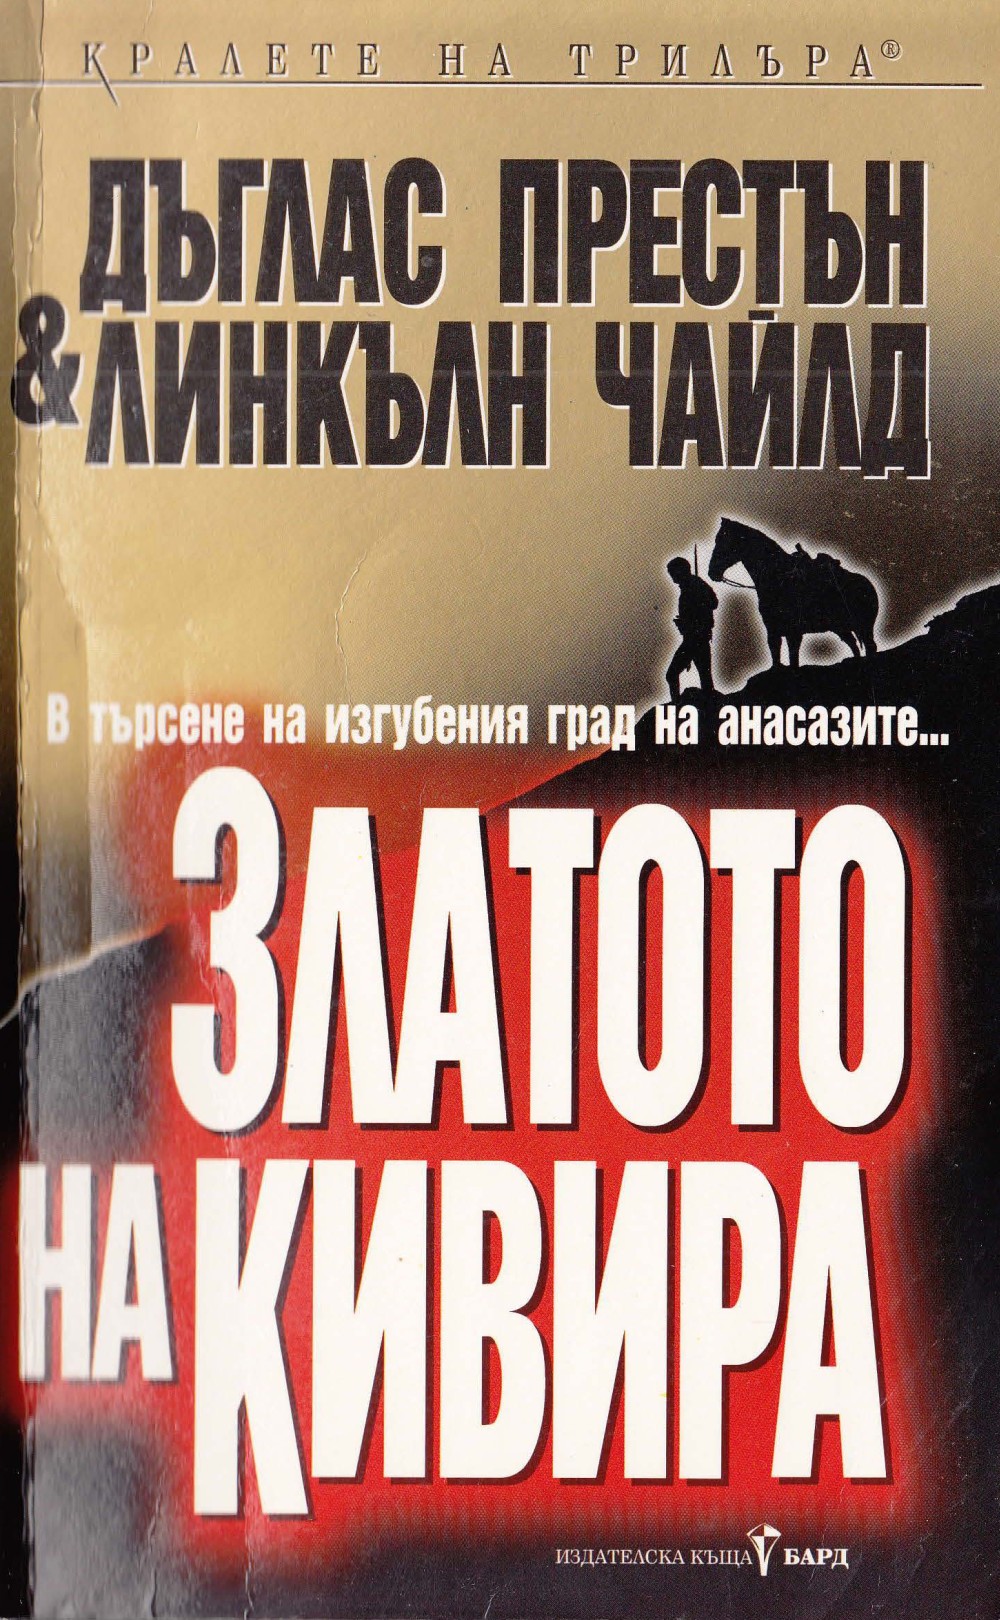 КРАЛЕТЕ НА ТРИЛЪРА®
ДЪГЛАС ПРЕСТЪН
& ЛИНКЪЛН ЧАЙЛД
В търсене на изгубения град на анасазите...
ЗЛАТОТО
НА КИВИРА
ИЗДАТЕЛСКА КЪЩА БАРД